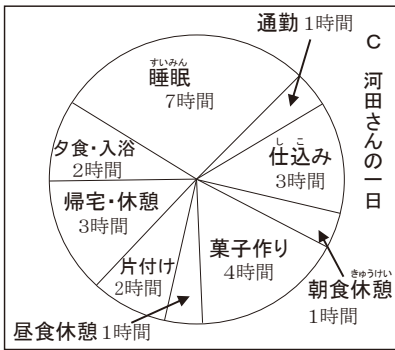 C 河田さんの一日
通勤 1時間
すいみん
睡眠
7時間
しこ
仕込み
3時間
夕食・入浴
2時間
帰宅・休憩
3時間
菓子作り
4時間
片付け
2時間
きゅうけい
朝食休憩
1時間
昼食休憩 1時間